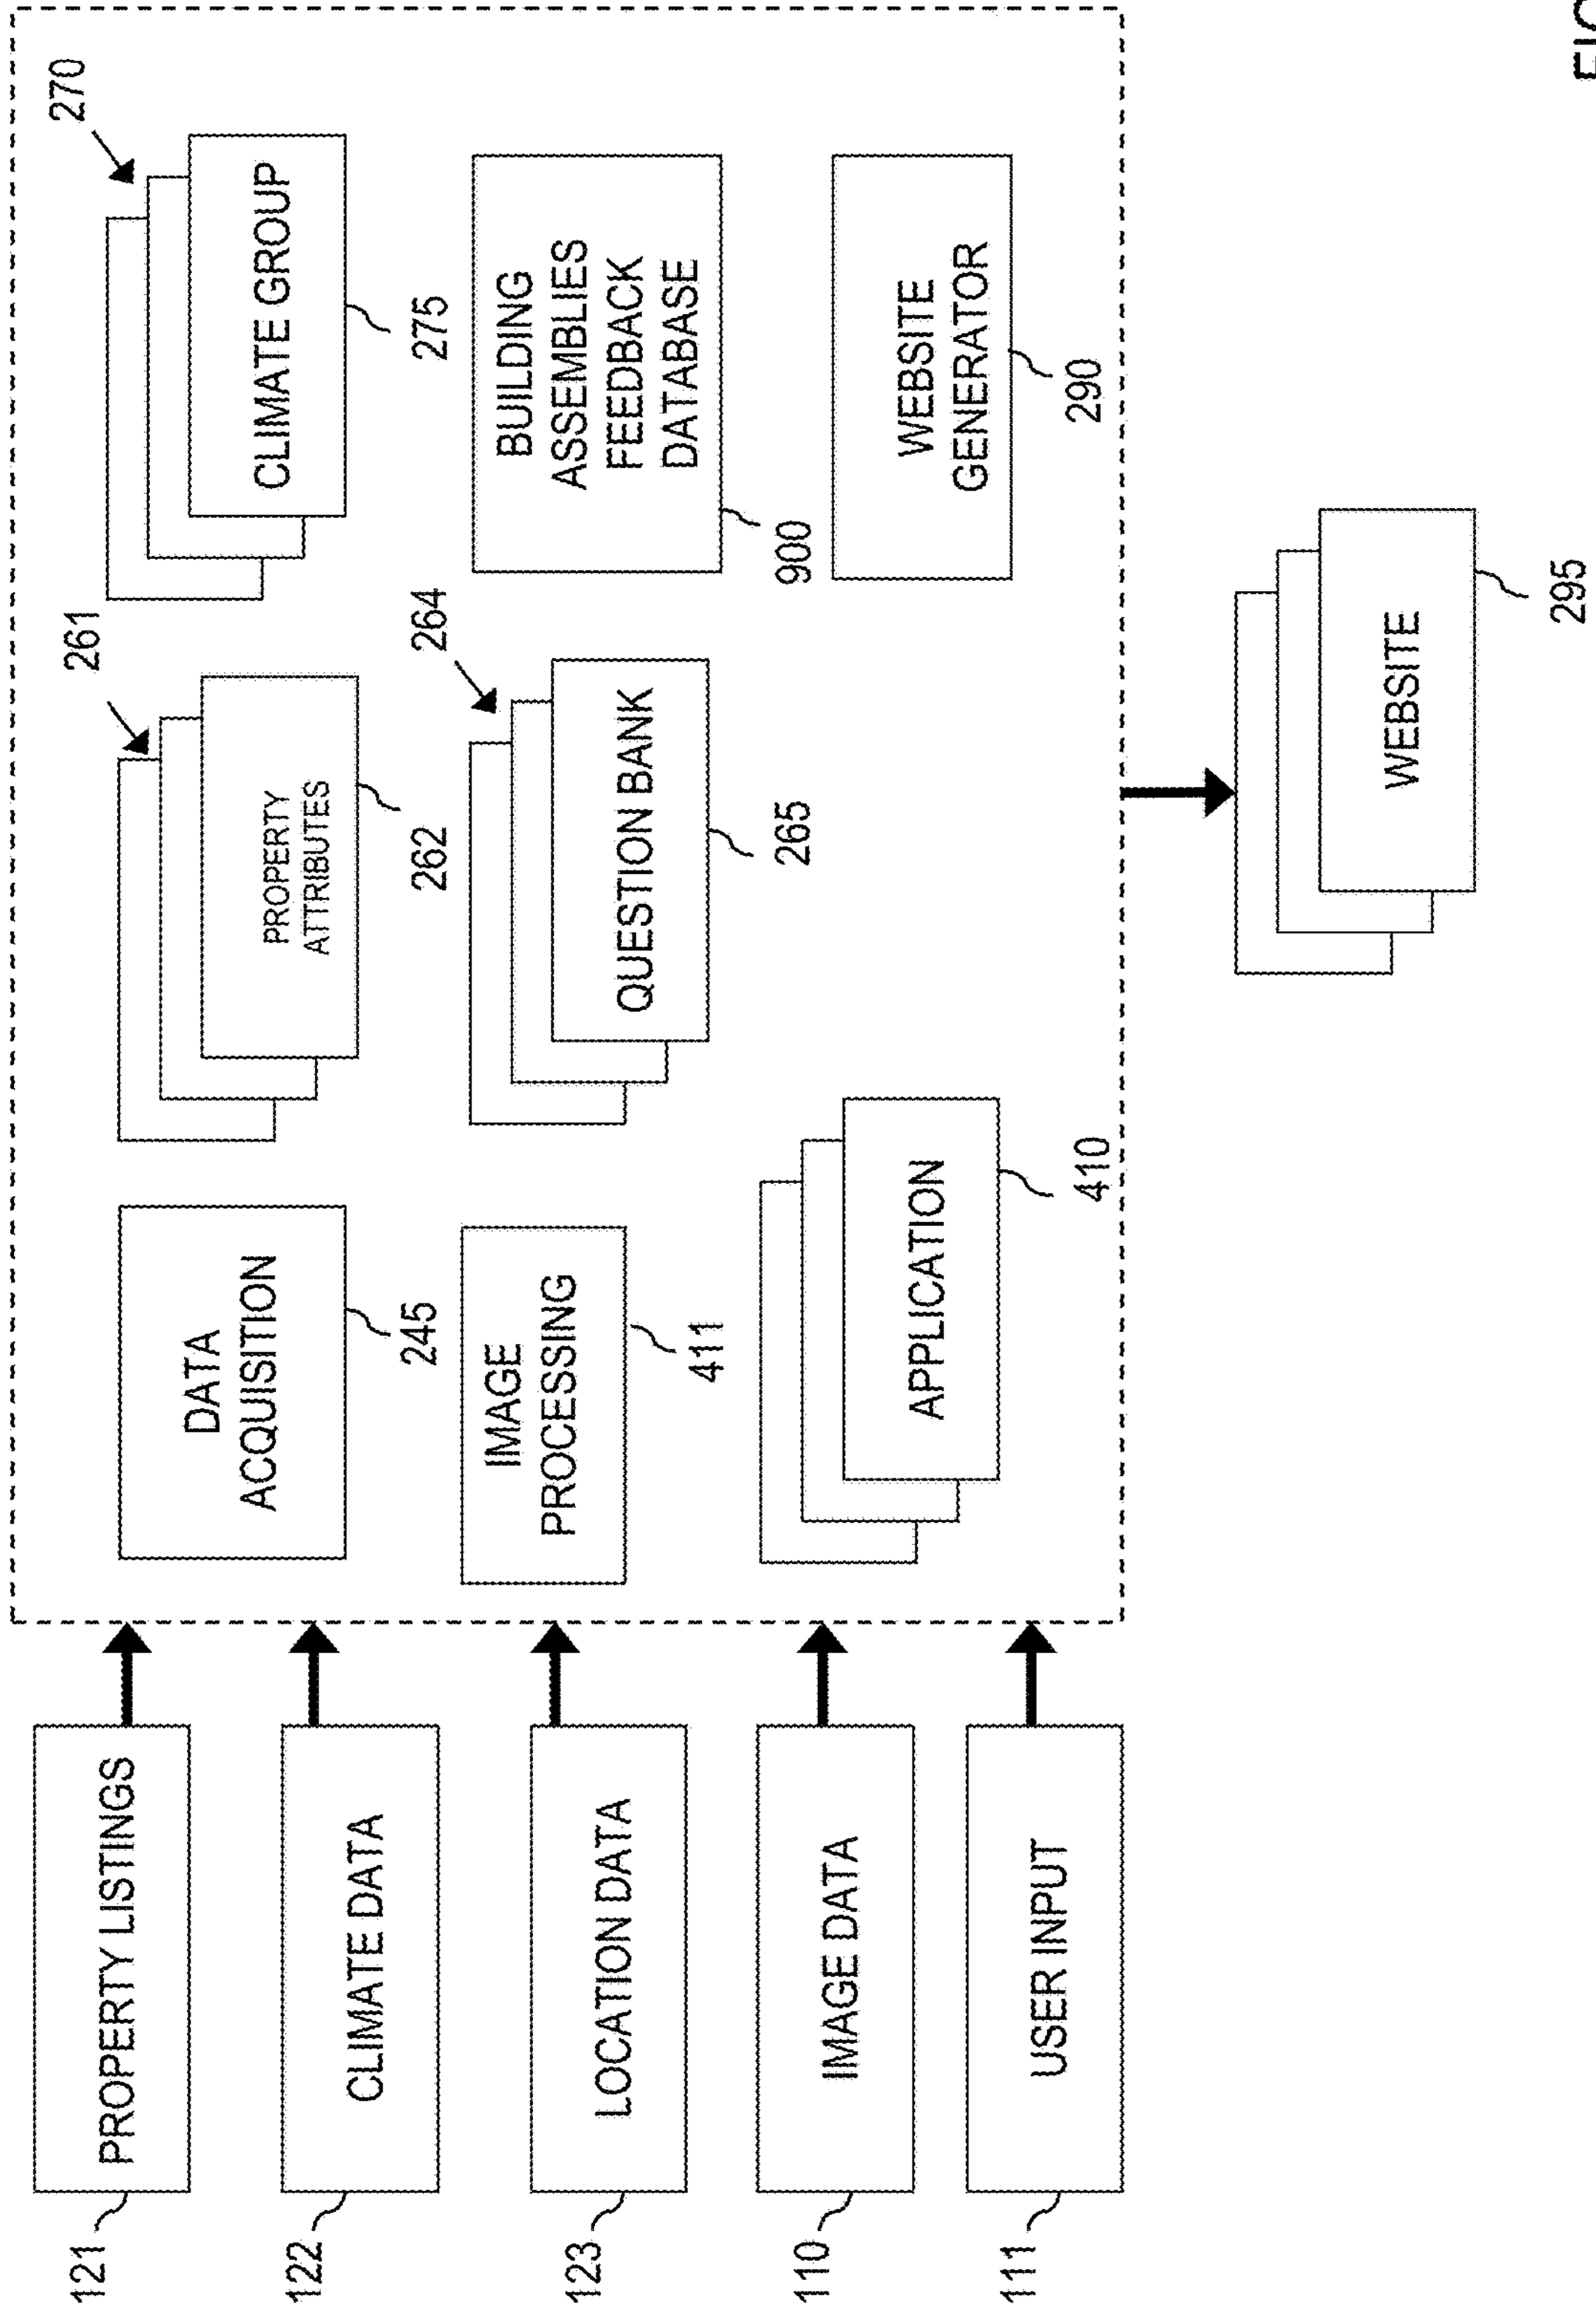 121
PROPERTY LISTINGS
122
CLIMATE DATA
123
LOCATION DATA
110
IMAGE DATA
111
USER INPUT
DATA
ACQUISITION
245
261
PROPERTY
ATTRIBUTES
262
270
CLIMATE GROUP
275
IMAGE
PROCESSING
411
264
QUESTION BANK
265
BUILDING
ASSEMBLIES
FEEDBACK
DATABASE
900
APPLICATION
410
WEBSITE
GENERATOR
290
WEBSITE
295